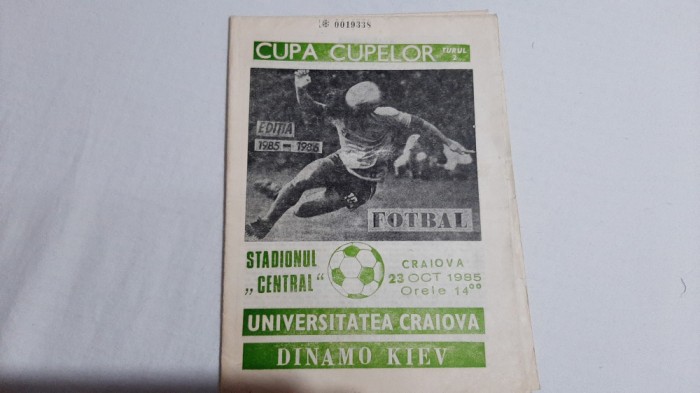 * 0019338
CUPA CUPELOR TURUL 2
EDIȚIA
1985 - 1986
FOTBAL
STADIONUL
„CENTRAL“
CRAIOVA
23 OCT 1985
Orele 14⁰⁰
UNIVERSITATEA CRAIOVA
DINAMO KIEV